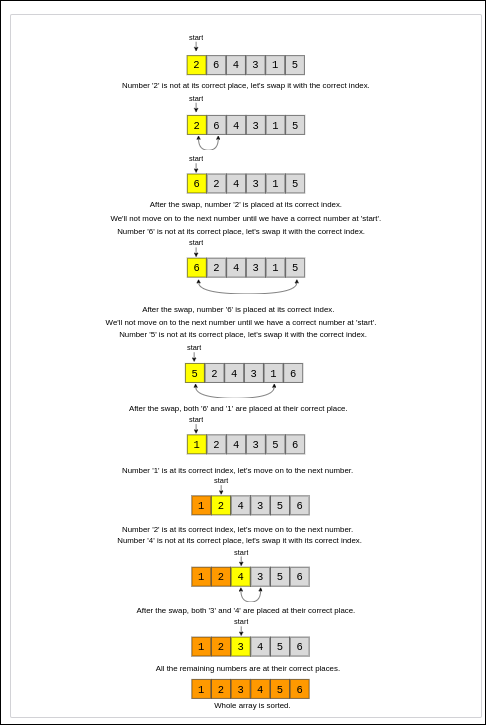 start
2 6 4 3 1 5
Number '2' is not at its correct place, let's swap it with the correct index.
start
2 6 4 3 1 5
start
6 2 4 3 1 5
After the swap, number '2' is placed at its correct index.
We'll not move on to the next number until we have a correct number at 'start'.
Number '6' is not at its correct place, let's swap it with the correct index.
start
6 2 4 3 1 5
After the swap, number '6' is placed at its correct index.
We'll not move on to the next number until we have a correct number at 'start'.
Number '5' is not at its correct place, let's swap it with the correct index.
start
5 2 4 3 1 6
After the swap, both '6' and '1' are placed at their correct place.
start
1 2 4 3 5 6
Number '1' is at its correct index, let's move on to the next number.
start
1 2 4 3 5 6
Number '2' is at its correct index, let's move on to the next number.
Number '4' is not at its correct place, let's swap it with its correct index.
start
1 2 4 3 5 6
After the swap, both '3' and '4' are placed at their correct place.
start
1 2 3 4 5 6
All the remaining numbers are at their correct places.
1 2 3 4 5 6
Whole array is sorted.